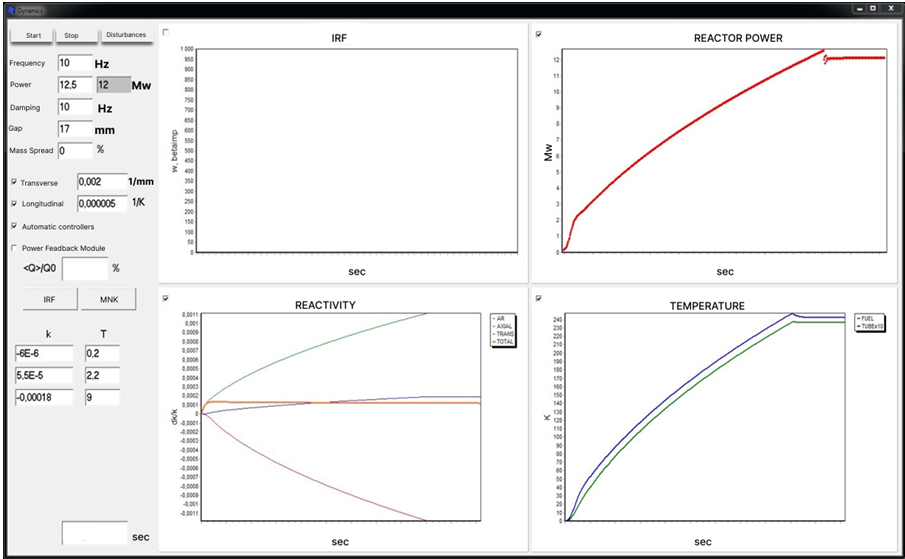 Dynamics
Start Stop Disturbances
Frequency 10 Hz
Power 12,5 12 Mw
Damping 10 Hz
Gap 17 mm
Mass Spread 0 %
Transverse 0,002 1/mm
Longitudinal 0,000005 1/K
Automatic controllers
Power Feadback Module
<Q>/Q0 %
IRF MNK
k T
-6E-6 0,2
5,5E-5 2,2
-0,00018 9
sec
IRF
w, betaimp
1 000
950
900
850
800
750
700
650
600
550
500
450
400
350
300
250
200
150
100
50
0
sec
REACTOR POWER
Mw
12
11
10
9
8
7
6
5
4
3
2
1
0
sec
REACTIVITY
dk/k
0,0011
0,001
0,0009
0,0008
0,0007
0,0006
0,0005
0,0004
0,0003
0,0002
0,0001
0
-0,0001
-0,0002
-0,0003
-0,0004
-0,0005
-0,0006
-0,0007
-0,0008
-0,0009
-0,001
-0,0011
AR
AXIAL
TRANS
TOTAL
sec
TEMPERATURE
K
240
230
220
210
200
190
180
170
160
150
140
130
120
110
100
90
80
70
60
50
40
30
20
10
0
FUEL
TUBEx10
sec